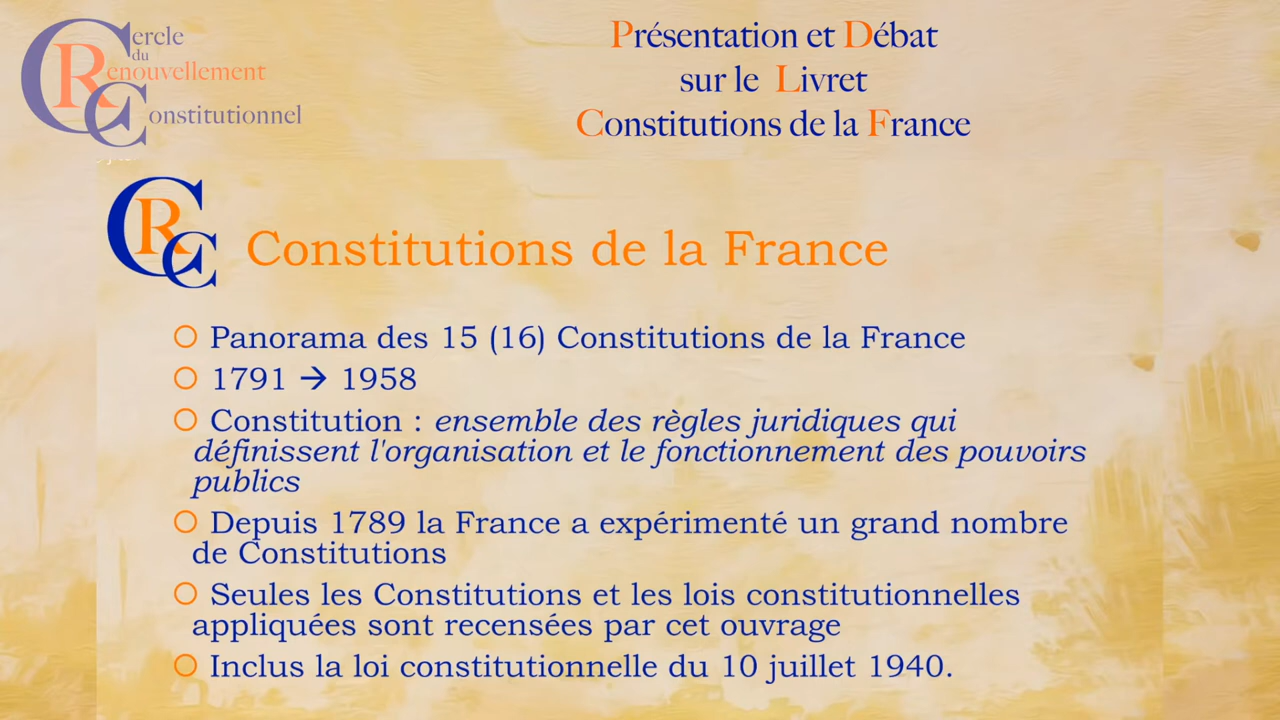 Cercle
du
Renouvellement
Constitutionnel
Présentation et Débat
sur le Livret
Constitutions de la France
CRC
Constitutions de la France
Panorama des 15 (16) Constitutions de la France
1791 → 1958
Constitution : ensemble des règles juridiques qui
définissent l'organisation et le fonctionnement des pouvoirs
publics
Depuis 1789 la France a expérimenté un grand nombre
de Constitutions
Seules les Constitutions et les lois constitutionnelles
appliquées sont recensées par cet ouvrage
Inclus la loi constitutionnelle du 10 juillet 1940.